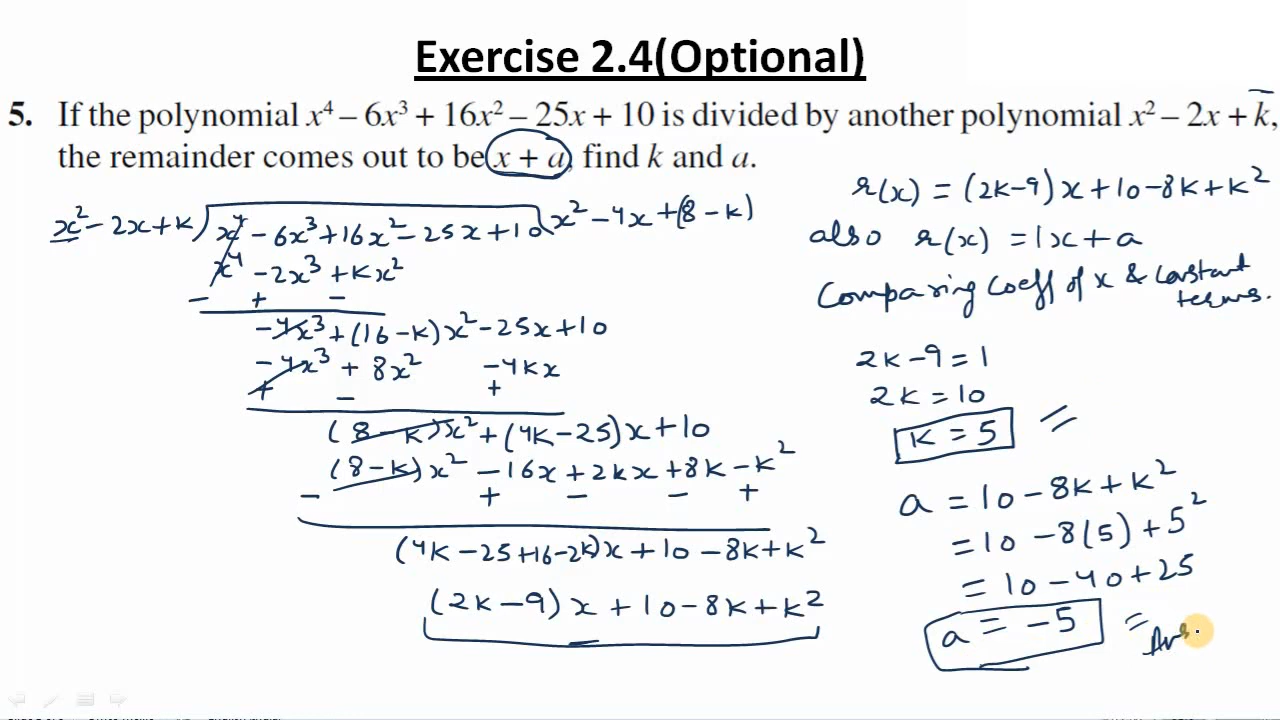 Exercise 2.4(Optional)
5. If the polynomial x⁴ – 6x³ + 16x² – 25x + 10 is divided by another polynomial x² – 2x + k,
the remainder comes out to be x + a, find k and a.
x² - 2x + k ) x⁴ - 6x³ + 16x² - 25x + 10 ( x² - 4x + (8 - k)
x⁴ - 2x³ + kx²
- + -
-4x³ + (16 - k)x² - 25x + 10
-4x³ + 8x² - 4kx
+ - +
(8 - k)x² + (4k - 25)x + 10
(8 - k)x² - 16x + 2kx + 8k - k²
- + - - +
(4k - 25 + 16 - 2k)x + 10 - 8k + k²
(2k - 9)x + 10 - 8k + k²
r(x) = (2k-9)x + 10 - 8k + k²
also r(x) = 1x + a
Comparing coeff of x & constant
terms.
2k - 9 = 1
2k = 10
k = 5
a = 10 - 8k + k²
= 10 - 8(5) + 5²
= 10 - 40 + 25
a = -5 = Ans.